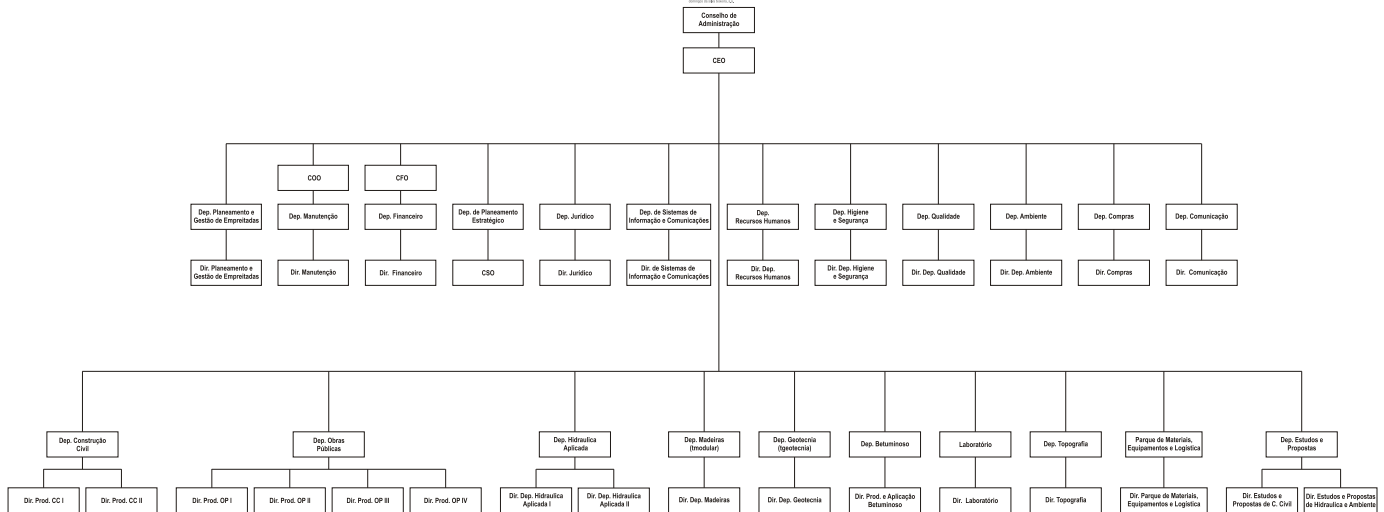 Conselho de
Administração
CEO
COO
CFO
Dep. Planeamento e
Gestão de Empreitadas
Dep. Manutenção
Dep. Financeiro
Dep. de Planeamento
Estratégico
Dep. Jurídico
Dep. de Sistemas de
Informação e Comunicações
Dep.
Recursos Humanos
Dep. Higiene
e Segurança
Dep. Qualidade
Dep. Ambiente
Dep. Compras
Dep. Comunicação
Dir. Planeamento e
Gestão de Empreitadas
Dir. Manutenção
Dir. Financeiro
CSO
Dir. Jurídico
Dir. de Sistemas de
Informação e Comunicações
Dir. Dep.
Recursos Humanos
Dir. Dep. Higiene
e Segurança
Dir. Dep. Qualidade
Dir. Dep. Ambiente
Dir. Compras
Dir. Comunicação
Dep. Construção
Civil
Dep. Obras
Públicas
Dep. Hidraulica
Aplicada
Dep. Madeiras
(tmodular)
Dep. Geotecnia
(tgeotecnia)
Dep. Betuminoso
Laboratório
Dep. Topografia
Parque de Materiais,
Equipamentos e Logística
Dep. Estudos e
Propostas
Dir. Prod. CC I
Dir. Prod. CC II
Dir. Prod. OP I
Dir. Prod. OP II
Dir. Prod. OP III
Dir. Prod. OP IV
Dir. Dep. Hidraulica
Aplicada I
Dir. Dep. Hidraulica
Aplicada II
Dir. Dep. Madeiras
Dir. Dep. Geotecnia
Dir. Prod. e Aplicação
Betuminoso
Dir. Laboratório
Dir. Topografia
Dir. Parque de Materiais,
Equipamentos e Logística
Dir. Estudos e
Propostas de C. Civil
Dir. Estudos e Propostas
de Hidraulica e Ambiente